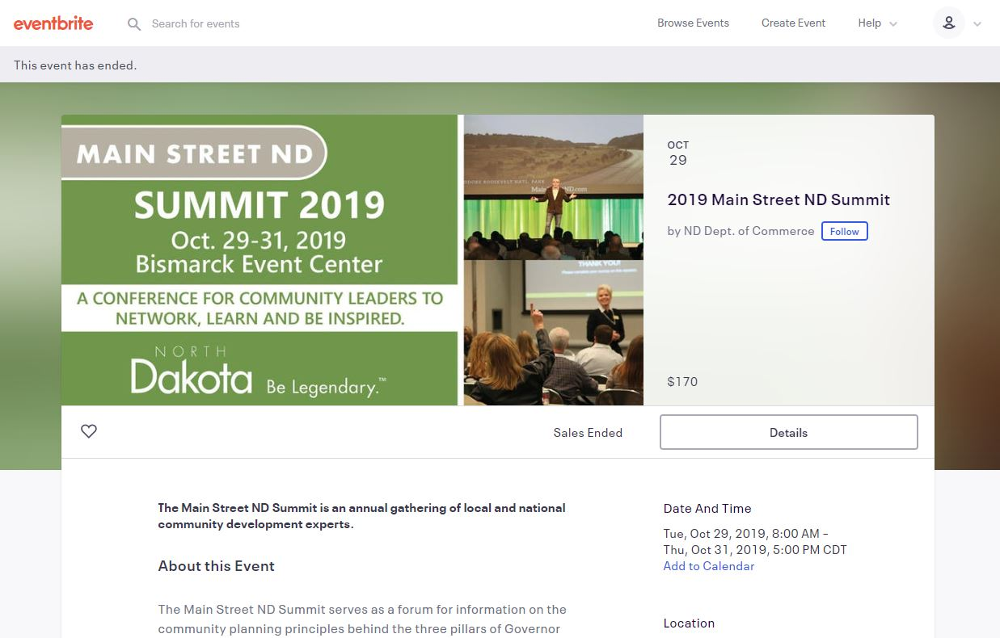 eventbrite
Search for events
Browse Events
Create Event
Help
This event has ended.
MAIN STREET ND
SUMMIT 2019
Oct. 29-31, 2019
Bismarck Event Center
A CONFERENCE FOR COMMUNITY LEADERS TO
NETWORK, LEARN AND BE INSPIRED.
NORTH
Dakota Be Legendary.™
ROOSEVELT NATL. PARK
THANK YOU!
OCT
29
2019 Main Street ND Summit
by ND Dept. of Commerce
Follow
$170
Sales Ended
Details
The Main Street ND Summit is an annual gathering of local and national
community development experts.
About this Event
The Main Street ND Summit serves as a forum for information on the
community planning principles behind the three pillars of Governor
Date And Time
Tue, Oct 29, 2019, 8:00 AM –
Thu, Oct 31, 2019, 5:00 PM CDT
Add to Calendar
Location